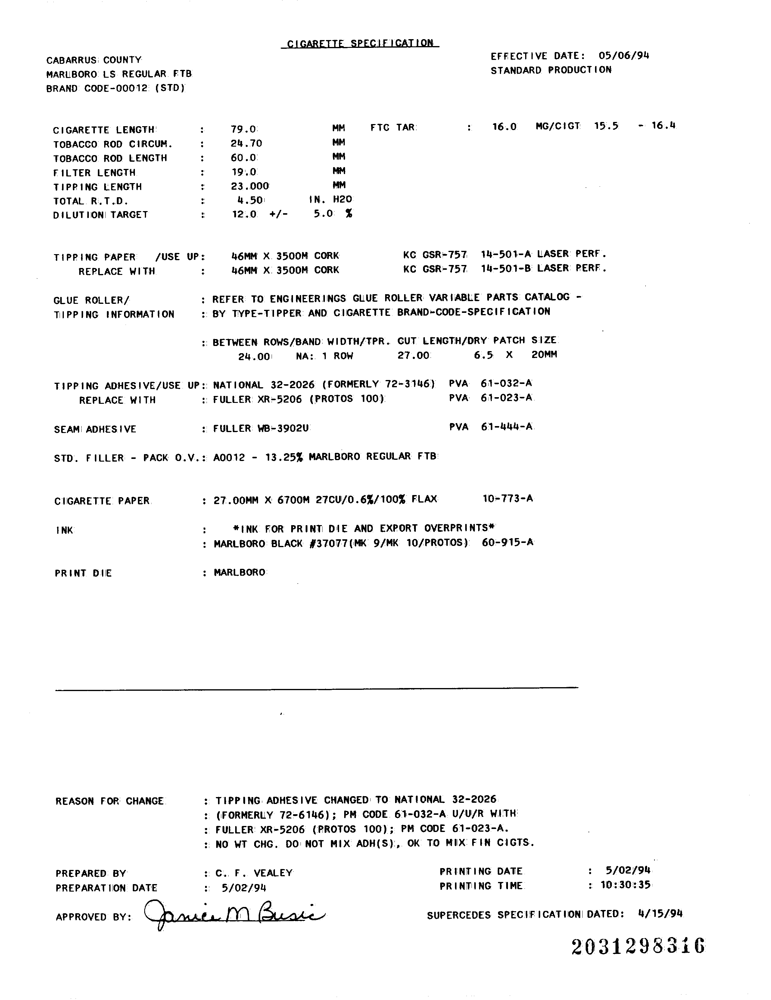 CIGARETTE SPECIFICATION
CABARRUS COUNTY EFFECTIVE DATE: 05/06/94
MARLBORO LS REGULAR FTB STANDARD PRODUCTION
BRAND CODE-00012 (STD)
CIGARETTE LENGTH : 79.0 MM FTC TAR : 16.0 MG/CIGT 15.5 - 16.4
TOBACCO ROD CIRCUM. : 24.70 MM
TOBACCO ROD LENGTH : 60.0 MM
FILTER LENGTH : 19.0 MM
TIPPING LENGTH : 23.000 MM
TOTAL R.T.D. : 4.50 IN. H2O
DILUTION TARGET : 12.0 +/- 5.0 %
TIPPING PAPER /USE UP: 46MM X 3500M CORK KC GSR-757 14-501-A LASER PERF.
REPLACE WITH : 46MM X 3500M CORK KC GSR-757 14-501-B LASER PERF.
GLUE ROLLER/ : REFER TO ENGINEERINGS GLUE ROLLER VARIABLE PARTS CATALOG -
TIPPING INFORMATION : BY TYPE-TIPPER AND CIGARETTE BRAND-CODE-SPECIFICATION
: BETWEEN ROWS/BAND WIDTH/TPR. CUT LENGTH/DRY PATCH SIZE
24.00 NA: 1 ROW 27.00 6.5 X 20MM
TIPPING ADHESIVE/USE UP: NATIONAL 32-2026 (FORMERLY 72-3146) PVA 61-032-A
REPLACE WITH : FULLER XR-5206 (PROTOS 100) PVA 61-023-A
SEAM ADHESIVE : FULLER WB-3902U PVA 61-444-A
STD. FILLER - PACK O.V.: A0012 - 13.25% MARLBORO REGULAR FTB
CIGARETTE PAPER : 27.00MM X 6700M 27CU/0.6%/100% FLAX 10-773-A
INK : *INK FOR PRINT DIE AND EXPORT OVERPRINTS*
: MARLBORO BLACK #37077(MK 9/MK 10/PROTOS) 60-915-A
PRINT DIE : MARLBORO
REASON FOR CHANGE : TIPPING ADHESIVE CHANGED TO NATIONAL 32-2026
: (FORMERLY 72-6146); PM CODE 61-032-A U/U/R WITH
: FULLER XR-5206 (PROTOS 100); PM CODE 61-023-A.
: NO WT CHG. DO NOT MIX ADH(S), OK TO MIX FIN CIGTS.
PREPARED BY : C. F. VEALEY PRINTING DATE : 5/02/94
PREPARATION DATE : 5/02/94 PRINTING TIME : 10:30:35
APPROVED BY: Janice M Busic SUPERCEDES SPECIFICATION DATED: 4/15/94
2031298316